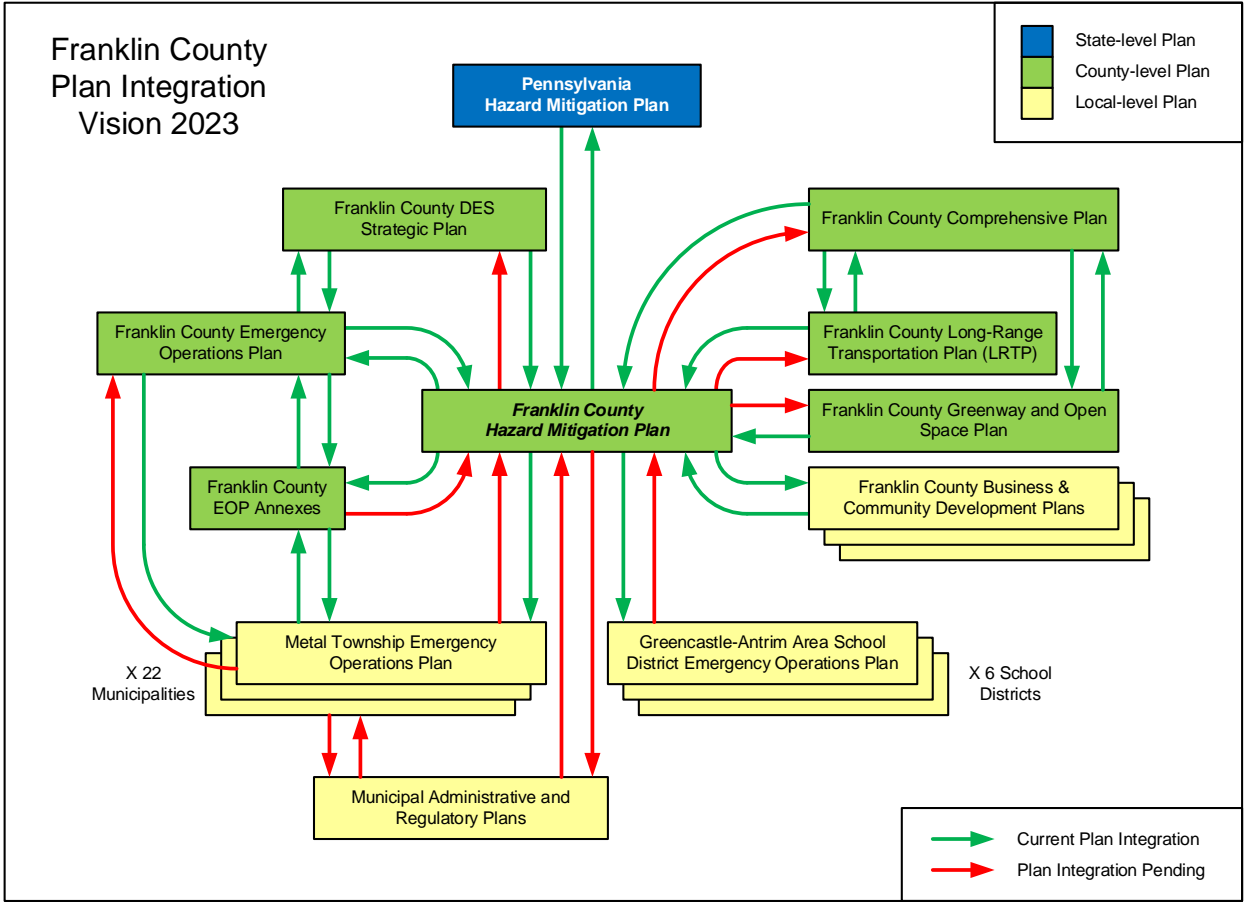 Franklin County
Plan Integration
Vision 2023
State-level Plan
County-level Plan
Local-level Plan
Pennsylvania
Hazard Mitigation Plan
Franklin County DES
Strategic Plan
Franklin County Comprehensive Plan
Franklin County Emergency
Operations Plan
Franklin County Long-Range
Transportation Plan (LRTP)
Franklin County
Hazard Mitigation Plan
Franklin County Greenway and Open
Space Plan
Franklin County
EOP Annexes
Franklin County Business &
Community Development Plans
Metal Township Emergency
Operations Plan
Greencastle-Antrim Area School
District Emergency Operations Plan
X 22
Municipalities
X 6 School
Districts
Municipal Administrative and
Regulatory Plans
Current Plan Integration
Plan Integration Pending